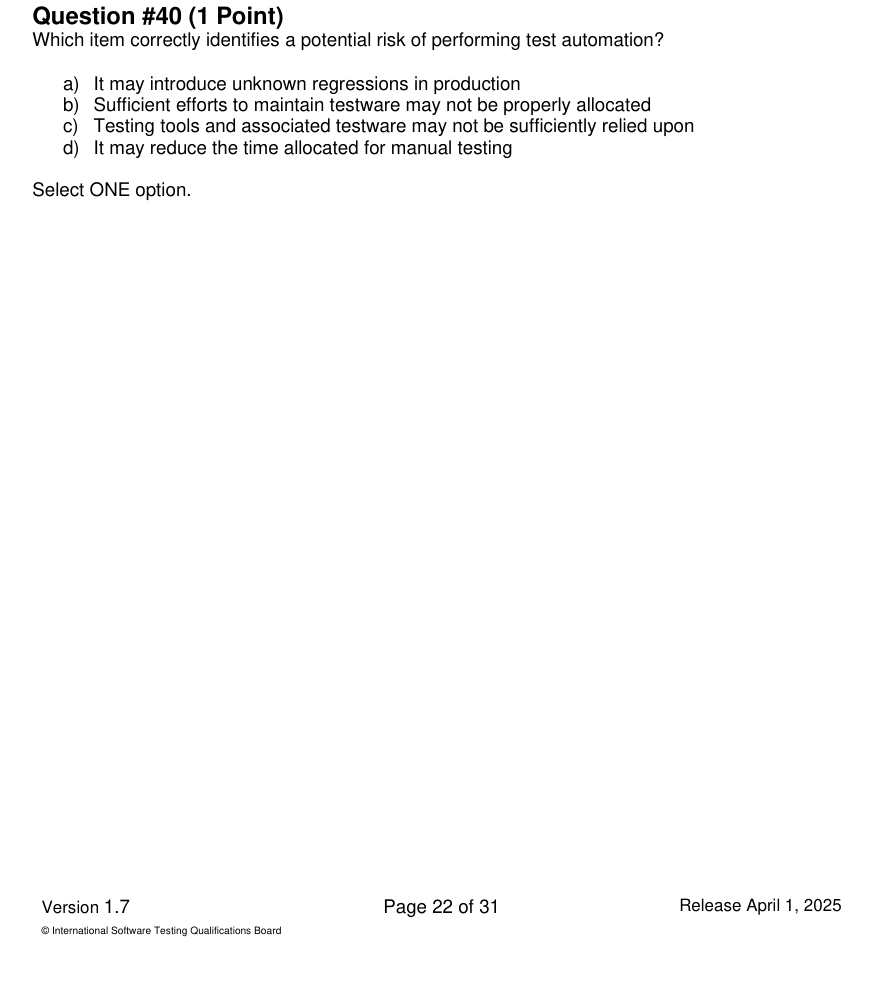 Question #40 (1 Point)
Which item correctly identifies a potential risk of performing test automation?
a) It may introduce unknown regressions in production
b) Sufficient efforts to maintain testware may not be properly allocated
c) Testing tools and associated testware may not be sufficiently relied upon
d) It may reduce the time allocated for manual testing
Select ONE option.
Version 1.7 Page 22 of 31 Release April 1, 2025
© International Software Testing Qualifications Board